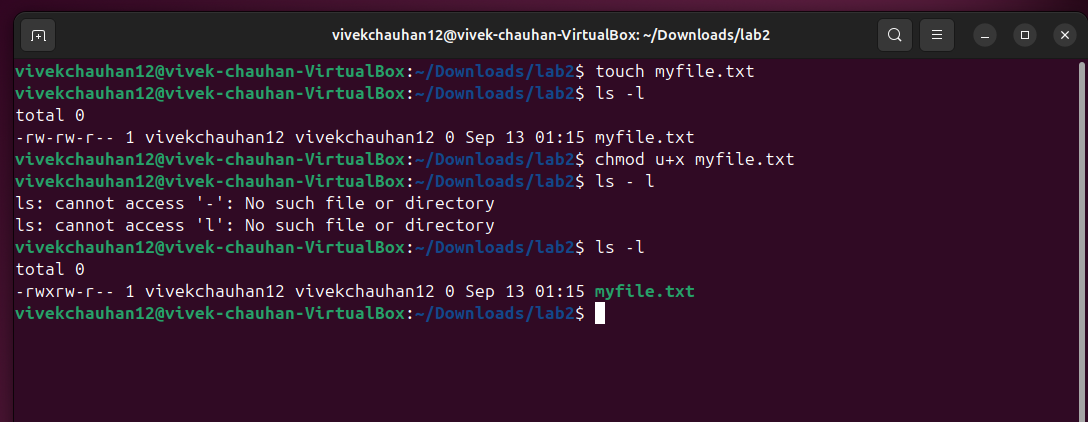 vivekchauhan12@vivek-chauhan-VirtualBox: ~/Downloads/lab2
vivekchauhan12@vivek-chauhan-VirtualBox:~/Downloads/lab2$ touch myfile.txt
vivekchauhan12@vivek-chauhan-VirtualBox:~/Downloads/lab2$ ls -l
total 0
-rw-rw-r-- 1 vivekchauhan12 vivekchauhan12 0 Sep 13 01:15 myfile.txt
vivekchauhan12@vivek-chauhan-VirtualBox:~/Downloads/lab2$ chmod u+x myfile.txt
vivekchauhan12@vivek-chauhan-VirtualBox:~/Downloads/lab2$ ls - l
ls: cannot access '-': No such file or directory
ls: cannot access 'l': No such file or directory
vivekchauhan12@vivek-chauhan-VirtualBox:~/Downloads/lab2$ ls -l
total 0
-rwxrw-r-- 1 vivekchauhan12 vivekchauhan12 0 Sep 13 01:15 myfile.txt
vivekchauhan12@vivek-chauhan-VirtualBox:~/Downloads/lab2$